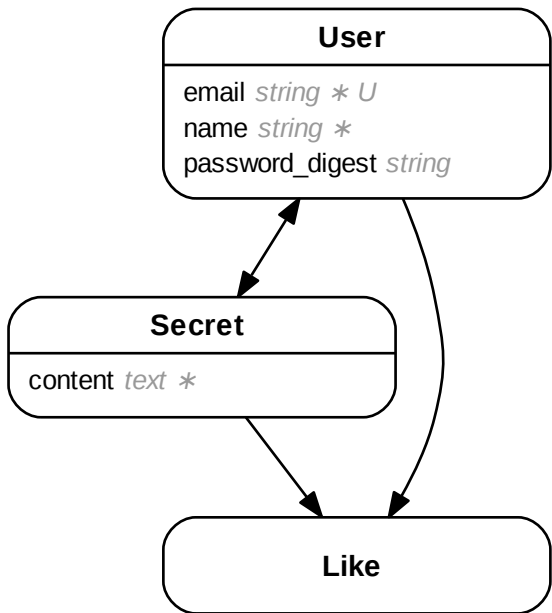 User
email string ∗ U
name string ∗
password_digest string
Secret
content text ∗
Like